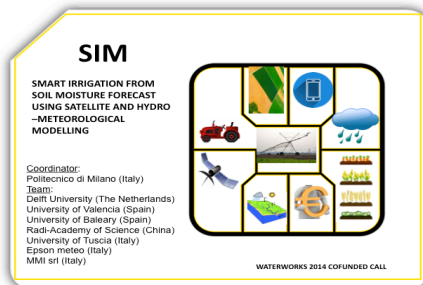 SIM
SMART IRRIGATION FROM
SOIL MOISTURE FORECAST
USING SATELLITE AND HYDRO
–METEOROLOGICAL
MODELLING
Coordinator:
Politecnico di Milano (Italy)
Team:
Delft University (The Netherlands)
University of Valencia (Spain)
University of Baleary (Spain)
Radi-Academy of Science (China)
University of Tuscia (Italy)
Epson meteo (Italy)
MMI srl (Italy)
WATERWORKS 2014 COFUNDED CALL